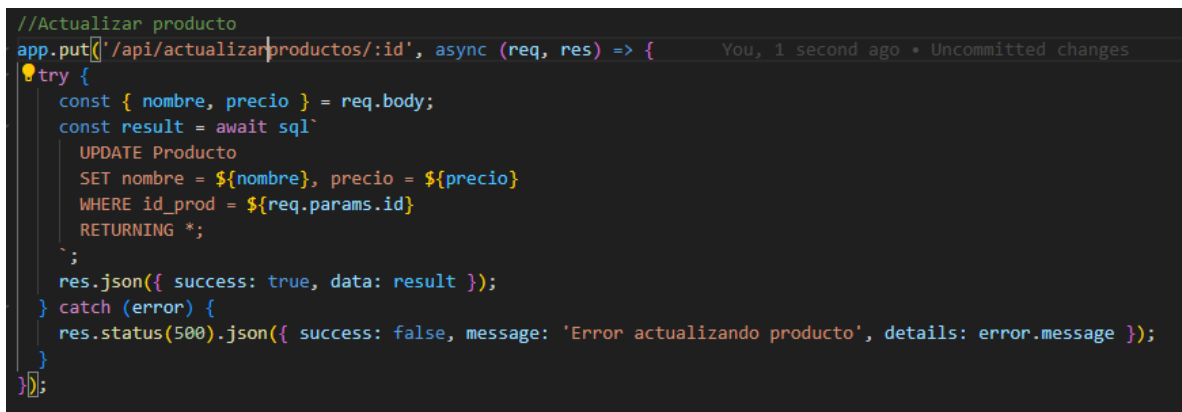 //Actualizar producto
app.put('/api/actualizarproductos/:id', async (req, res) => {      You, 1 second ago • Uncommitted changes
  try {
    const { nombre, precio } = req.body;
    const result = await sql`
      UPDATE Producto
      SET nombre = ${nombre}, precio = ${precio}
      WHERE id_prod = ${req.params.id}
      RETURNING *;
    `;
    res.json({ success: true, data: result });
  } catch (error) {
    res.status(500).json({ success: false, message: 'Error actualizando producto', details: error.message });
  }
});